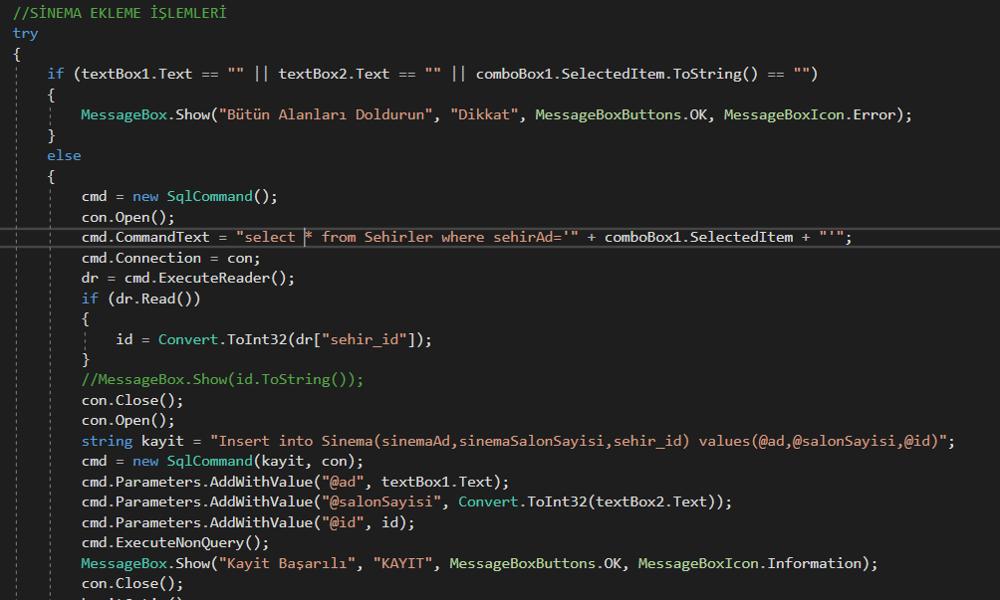 //SİNEMA EKLEME İŞLEMLERİ
try
{
if (textBox1.Text == "" || textBox2.Text == "" || comboBox1.SelectedItem.ToString() == "")
{
MessageBox.Show("Bütün Alanları Doldurun", "Dikkat", MessageBoxButtons.OK, MessageBoxIcon.Error);
}
else
{
cmd = new SqlCommand();
con.Open();
cmd.CommandText = "select * from Sehirler where sehirAd='" + comboBox1.SelectedItem + "'";
cmd.Connection = con;
dr = cmd.ExecuteReader();
if (dr.Read())
{
id = Convert.ToInt32(dr["sehir_id"]);
}
//MessageBox.Show(id.ToString());
con.Close();
con.Open();
string kayit = "Insert into Sinema(sinemaAd,sinemaSalonSayisi,sehir_id) values(@ad,@salonSayisi,@id)";
cmd = new SqlCommand(kayit, con);
cmd.Parameters.AddWithValue("@ad", textBox1.Text);
cmd.Parameters.AddWithValue("@salonSayisi", Convert.ToInt32(textBox2.Text));
cmd.Parameters.AddWithValue("@id", id);
cmd.ExecuteNonQuery();
MessageBox.Show("Kayit Başarılı", "KAYIT", MessageBoxButtons.OK, MessageBoxIcon.Information);
con.Close();